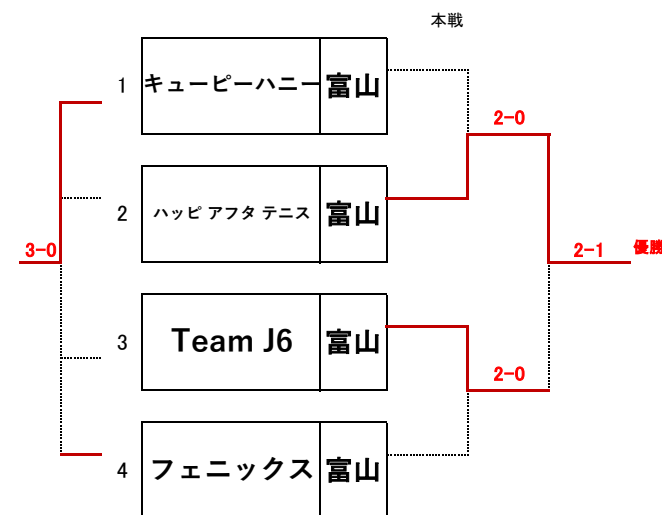 本戦
1 キューピーハニー 富山
2-0
2 ハッピ アフタ テニス 富山
3-0
2-1 優勝
3 Team J6 富山
2-0
4 フェニックス 富山